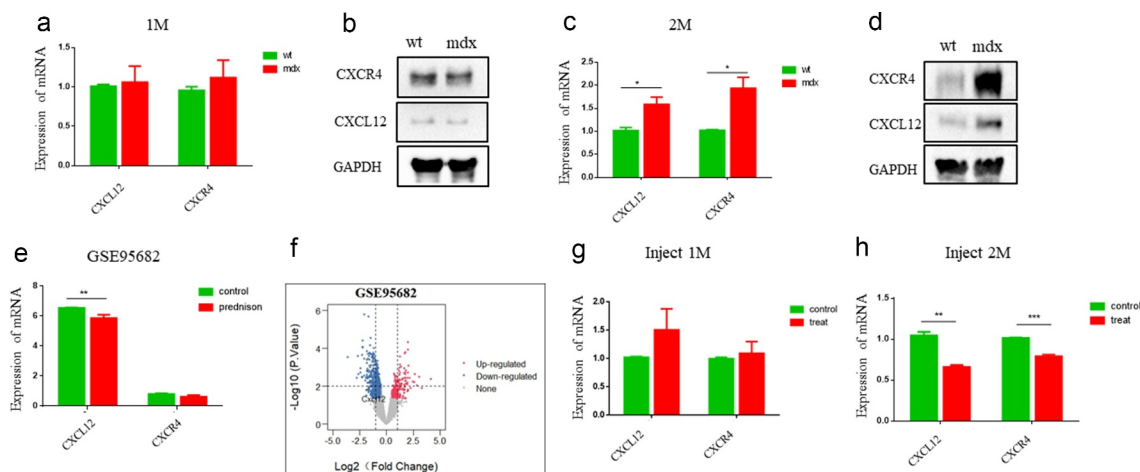 a
1M
Expression of mRNA
1.5
1.0
0.5
0.0
CXCL12
CXCR4
wt
mdx
b
wt mdx
CXCR4
CXCL12
GAPDH
c
2M
Expression of mRNA
2.5
2.0
1.5
1.0
0.5
0.0
*
*
CXCL12
CXCR4
wt
mdx
d
wt mdx
CXCR4
CXCL12
GAPDH
e
GSE95682
Expression of mRNA
8
6
4
2
0
**
CXCL12
CXCR4
control
prednison
f
GSE95682
-Log10 (P.Value)
6
4
2
0
Cxcl12
-5.0 -2.5 0.0 2.5 5.0
Log2 (Fold Change)
Up-regulated
Down-regulated
None
g
Inject 1M
Expression of mRNA
2.0
1.5
1.0
0.5
0.0
CXCL12
CXCR4
control
treat
h
Inject 2M
Expression of mRNA
1.5
1.0
0.5
0.0
**
***
CXCL12
CXCR4
control
treat